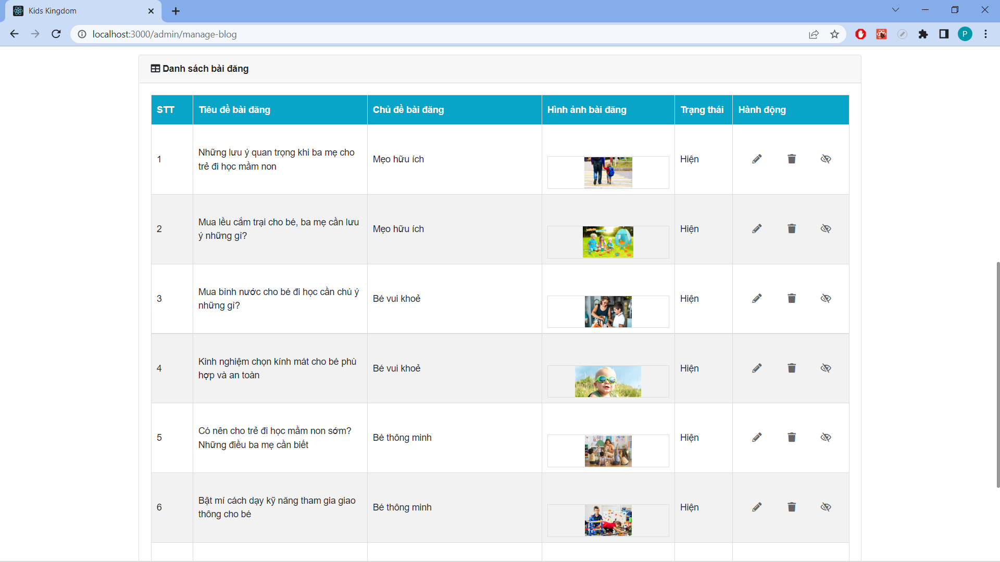 Kids Kingdom
localhost:3000/admin/manage-blog
P
Danh sách bài đăng
STT Tiêu đề bài đăng Chủ đề bài đăng Hình ảnh bài đăng Trạng thái Hành động
1 Những lưu ý quan trọng khi ba mẹ cho Mẹo hữu ích Hiện
trẻ đi học mầm non
2 Mua lều cắm trại cho bé, ba mẹ cần lưu Mẹo hữu ích Hiện
ý những gì?
3 Mua bình nước cho bé đi học cần chú ý Bé vui khoẻ Hiện
những gì?
4 Kinh nghiệm chọn kính mát cho bé phù Bé vui khoẻ Hiện
hợp và an toàn
5 Có nên cho trẻ đi học mầm non sớm? Bé thông minh Hiện
Những điều ba mẹ cần biết
6 Bật mí cách dạy kỹ năng tham gia giao Bé thông minh Hiện
thông cho bé